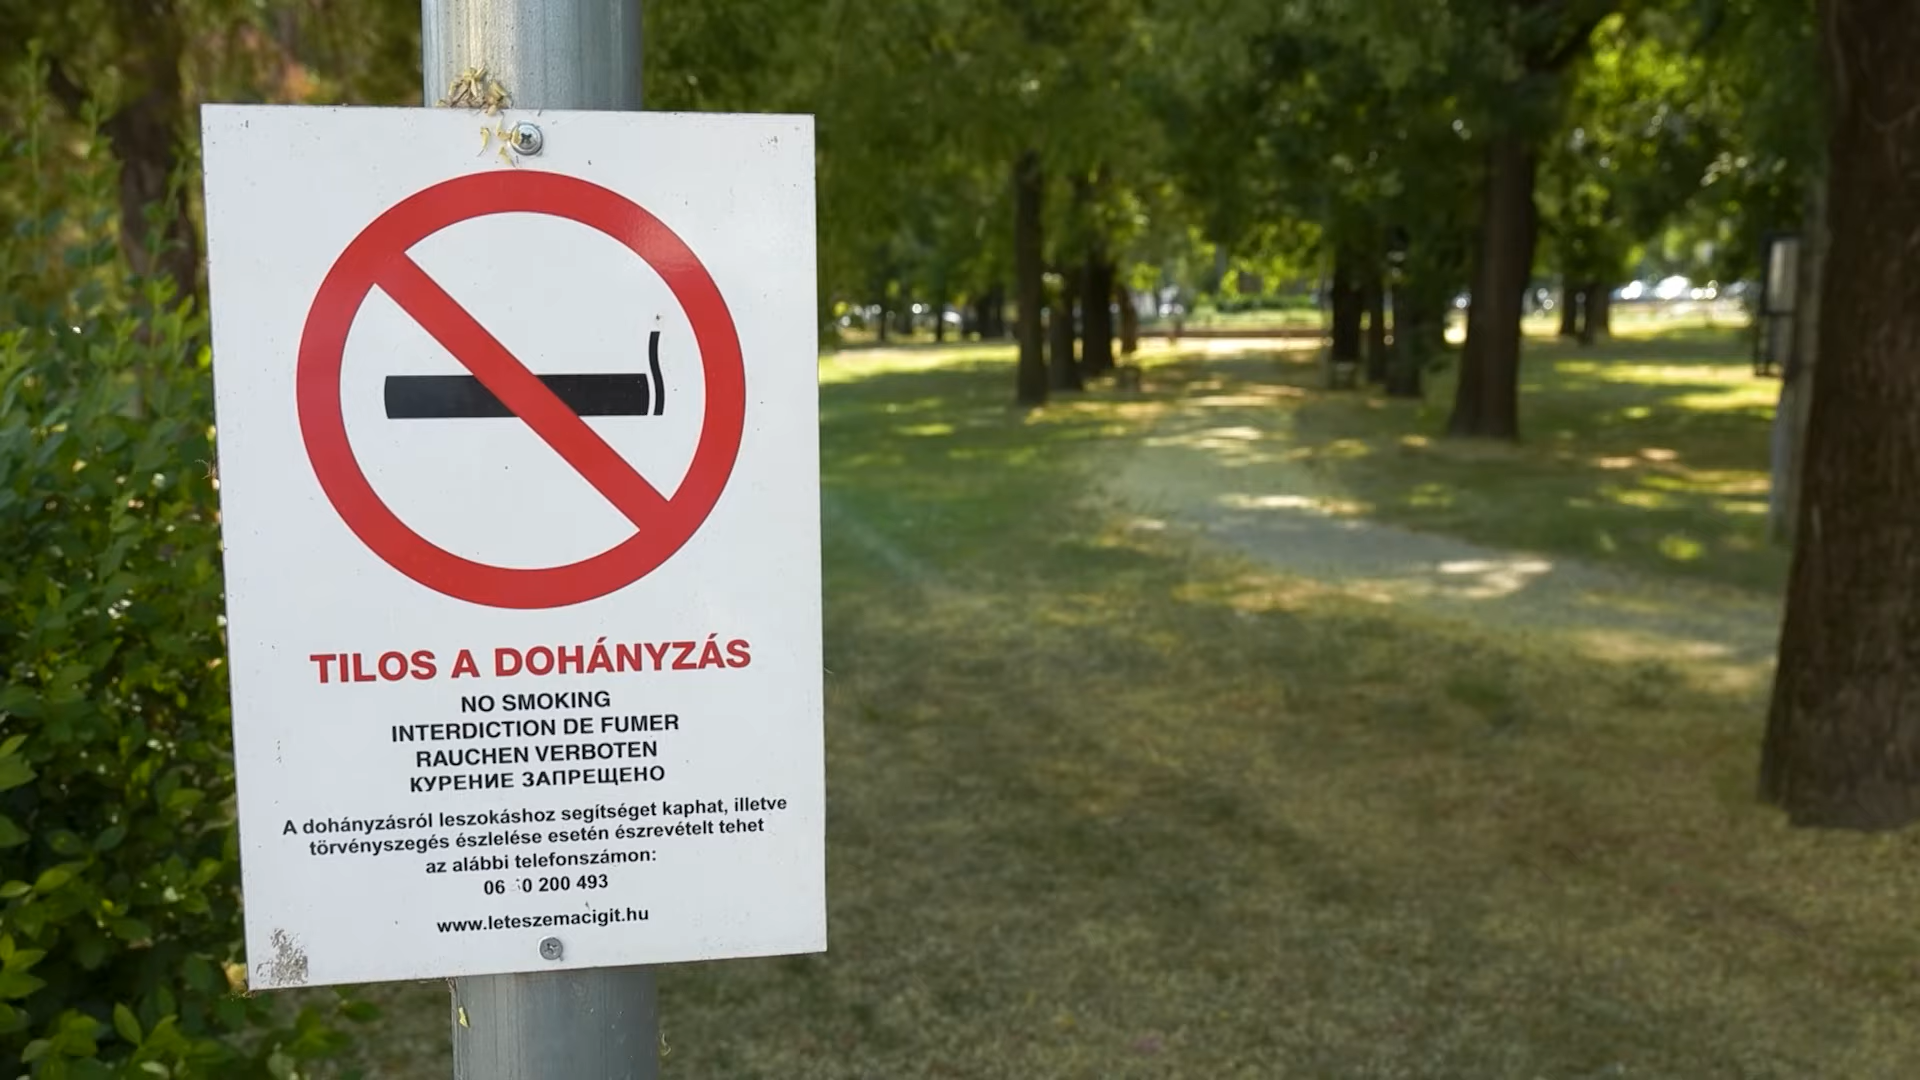 TILOS A DOHÁNYZÁS
NO SMOKING
INTERDICTION DE FUMER
RAUCHEN VERBOTEN
КУРЕНИЕ ЗАПРЕЩЕНО
A dohányzásról leszokáshoz segítséget kaphat, illetve
törvényszegés észlelése esetén észrevételt tehet
az alábbi telefonszámon:
06 0 200 493
www.leteszemacigit.hu